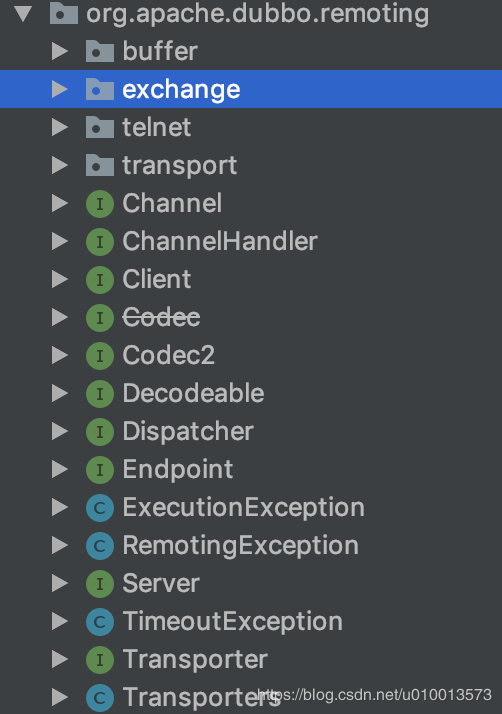 org.apache.dubbo.remoting
buffer
exchange
telnet
transport
I Channel
I ChannelHandler
I Client
I Codec
I Codec2
I Decodeable
I Dispatcher
I Endpoint
C ExecutionException
C RemotingException
I Server
C TimeoutException
I Transporter
C Transporters
https://blog.csdn.net/u010013573